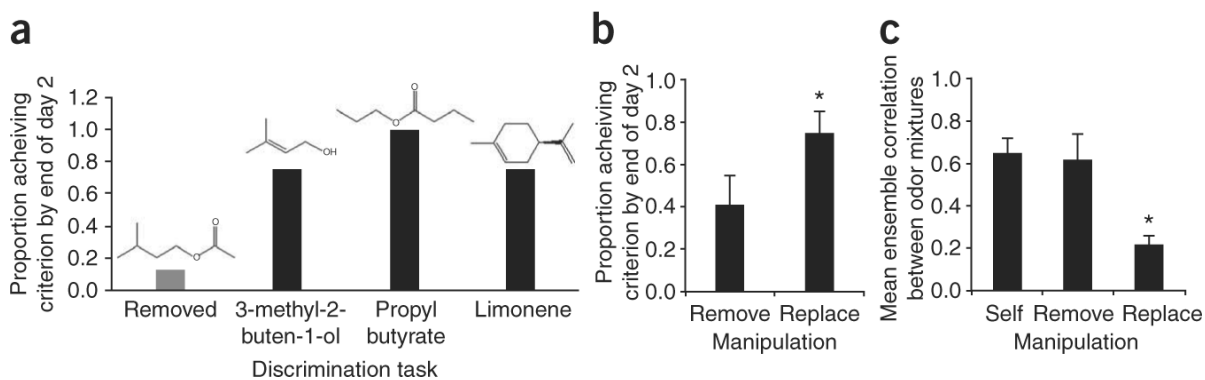 a
Proportion acheiving
criterion by end of day 2
1.2
1.0
0.8
0.6
0.4
0.2
0.0
O
O
OH
O
O
Removed
3-methyl-2-
buten-1-ol
Propyl
butyrate
Limonene
Discrimination task
b
Proportion acheiving
criterion by end of day 2
1.0
0.8
0.6
0.4
0.2
0.0
*
Remove
Replace
Manipulation
c
Mean ensemble correlation
between odor mixtures
1.0
0.8
0.6
0.4
0.2
0.0
*
Self
Remove
Replace
Manipulation